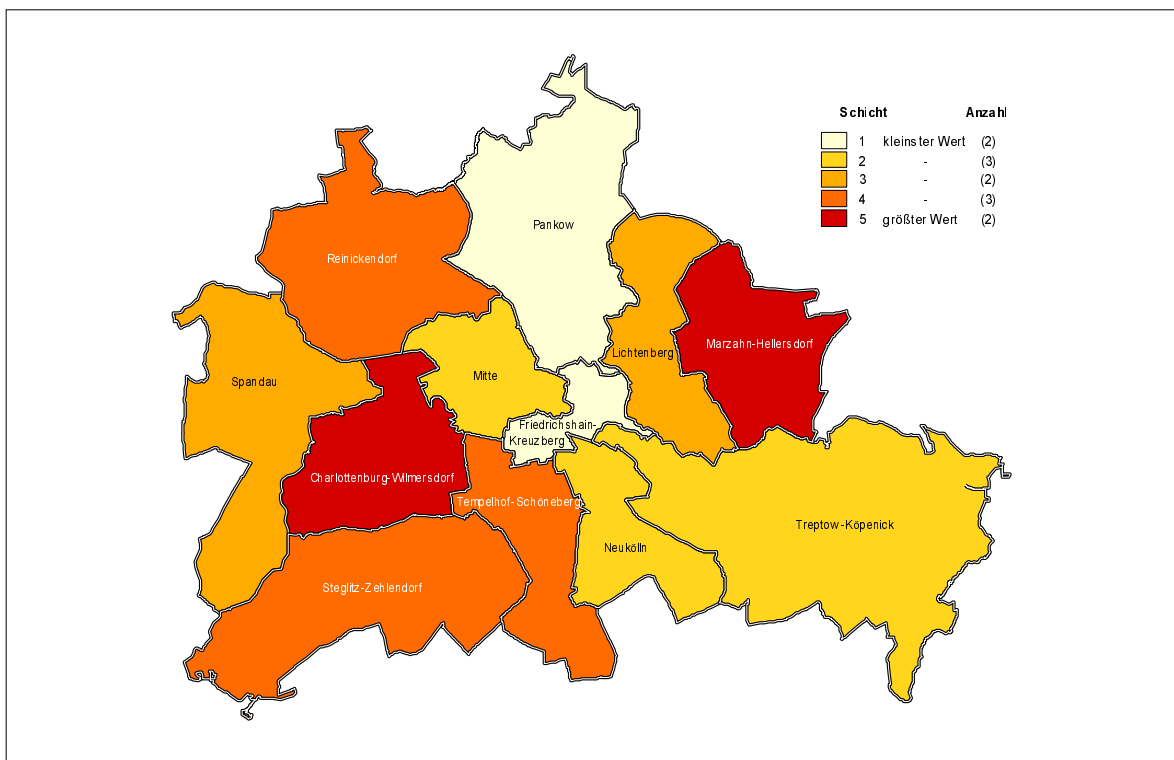 Schicht Anzahl
1 kleinster Wert (2)
2 - (3)
3 - (2)
4 - (3)
5 größter Wert (2)
Pankow
Reinickendorf
Lichtenberg
Marzahn-Hellersdorf
Mitte
Spandau
Friedrichshain-
Kreuzberg
Charlottenburg-Wilmersdorf
Tempelhof-Schöneberg
Treptow-Köpenick
Neukölln
Steglitz-Zehlendorf